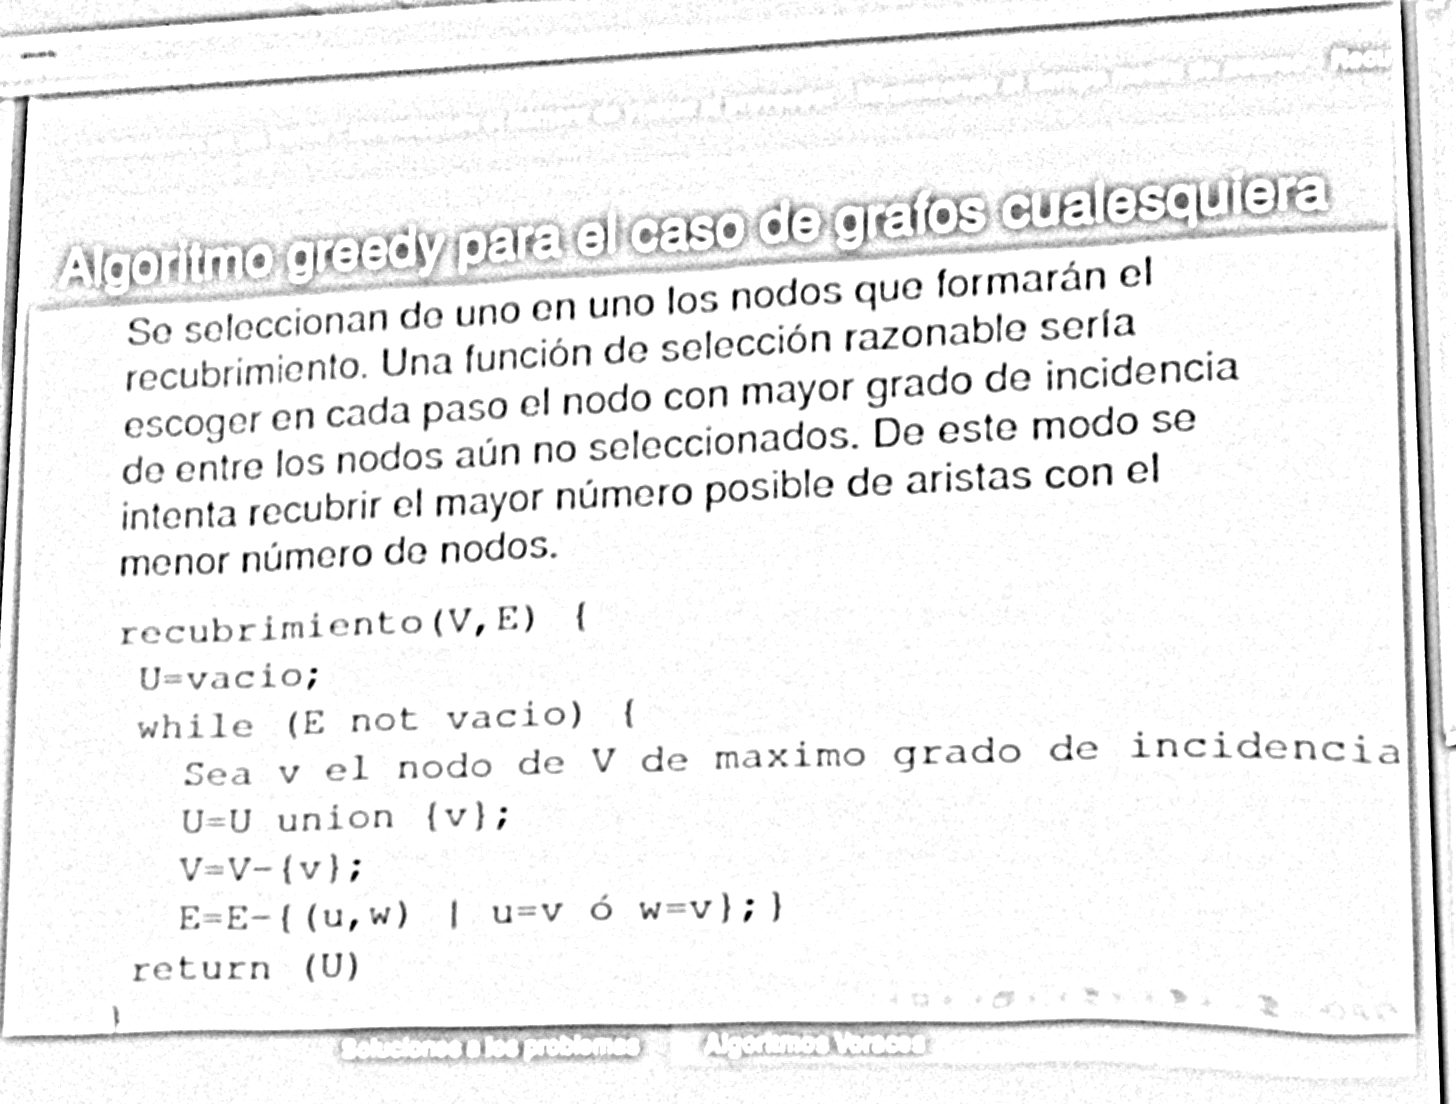 Algoritmo greedy para el caso de grafos cualesquiera
Se seleccionan de uno en uno los nodos que formarán el
recubrimiento. Una función de selección razonable sería
escoger en cada paso el nodo con mayor grado de incidencia
de entre los nodos aún no seleccionados. De este modo se
intenta recubrir el mayor número posible de aristas con el
menor número de nodos.
recubrimiento(V,E) {
U=vacio;
while (E not vacio) {
Sea v el nodo de V de maximo grado de incidencia
U=U union {v};
V=V-{v};
E=E-{(u,w) | u=v ó w=v};}
return (U)
}
Soluciones a los problemas Algoritmos Voraces